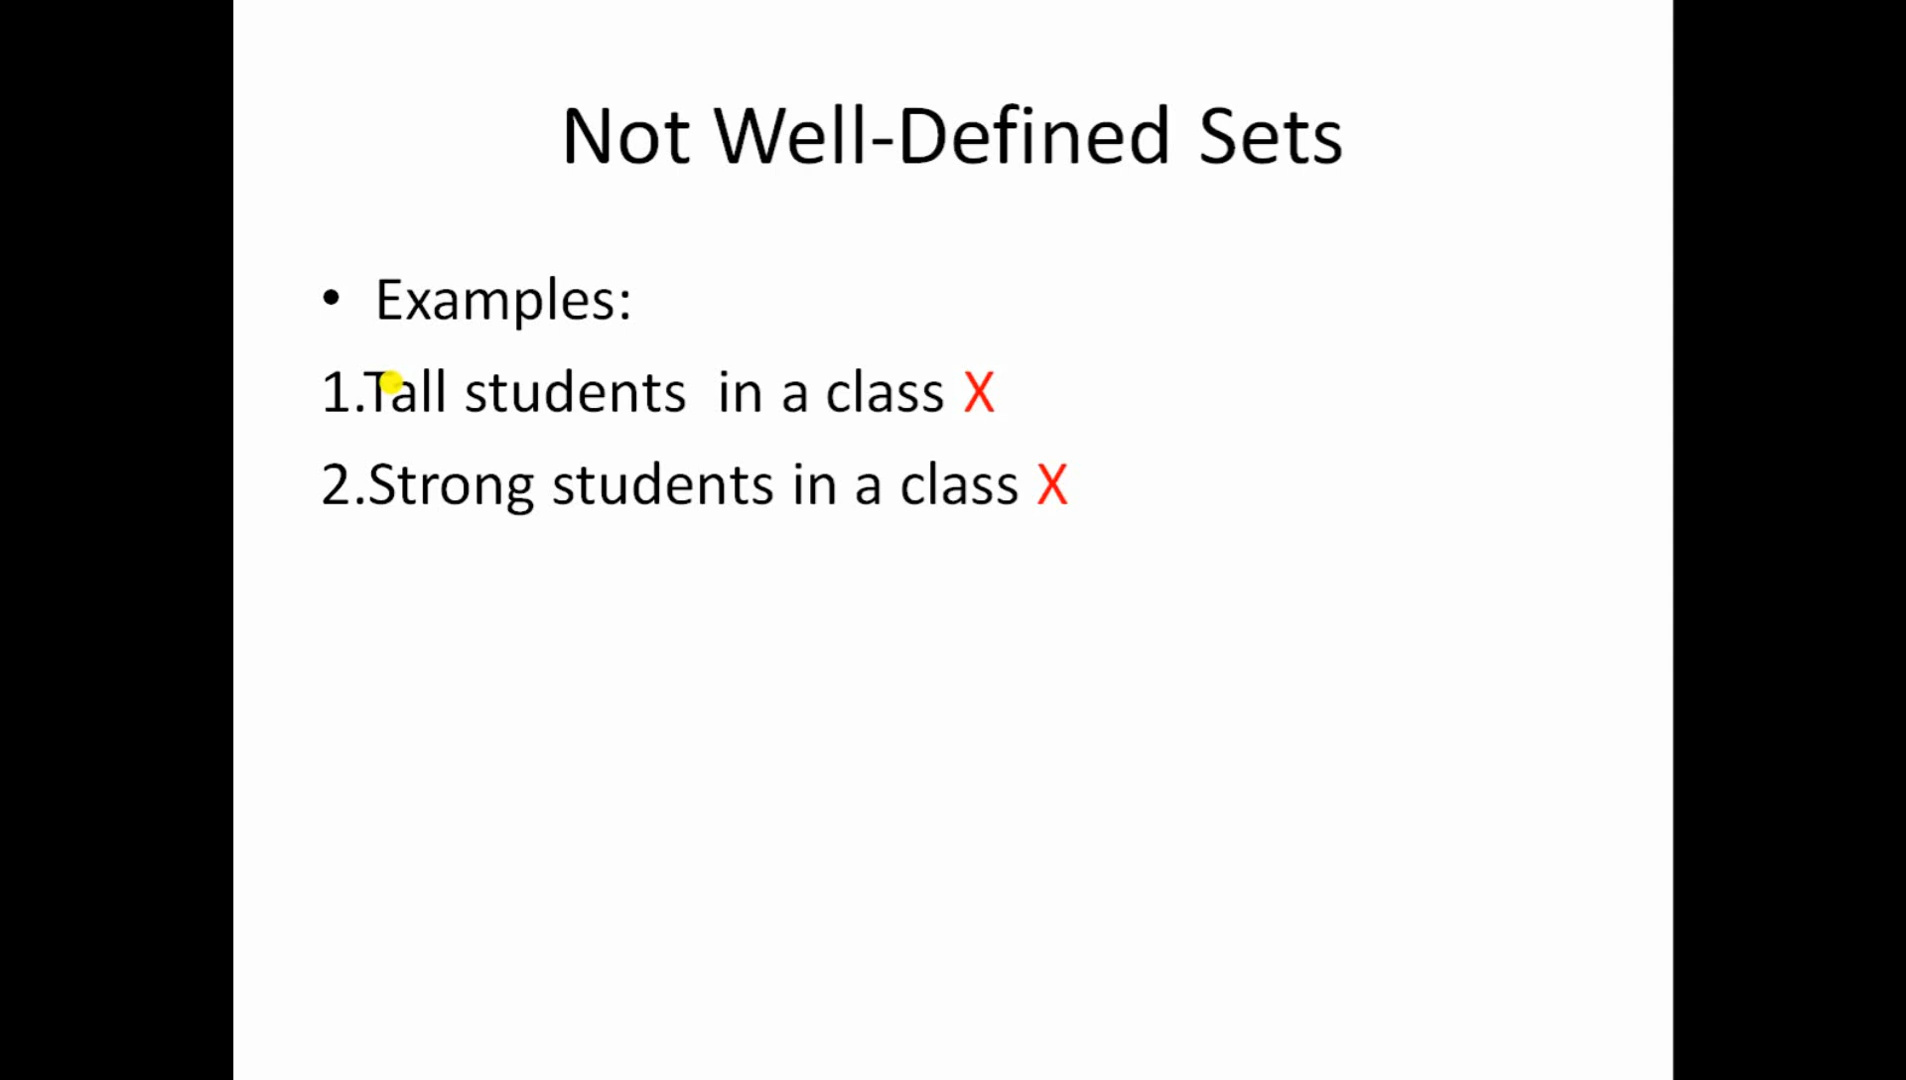 Not Well-Defined Sets
• Examples:
1.Tall students in a class X
2.Strong students in a class X